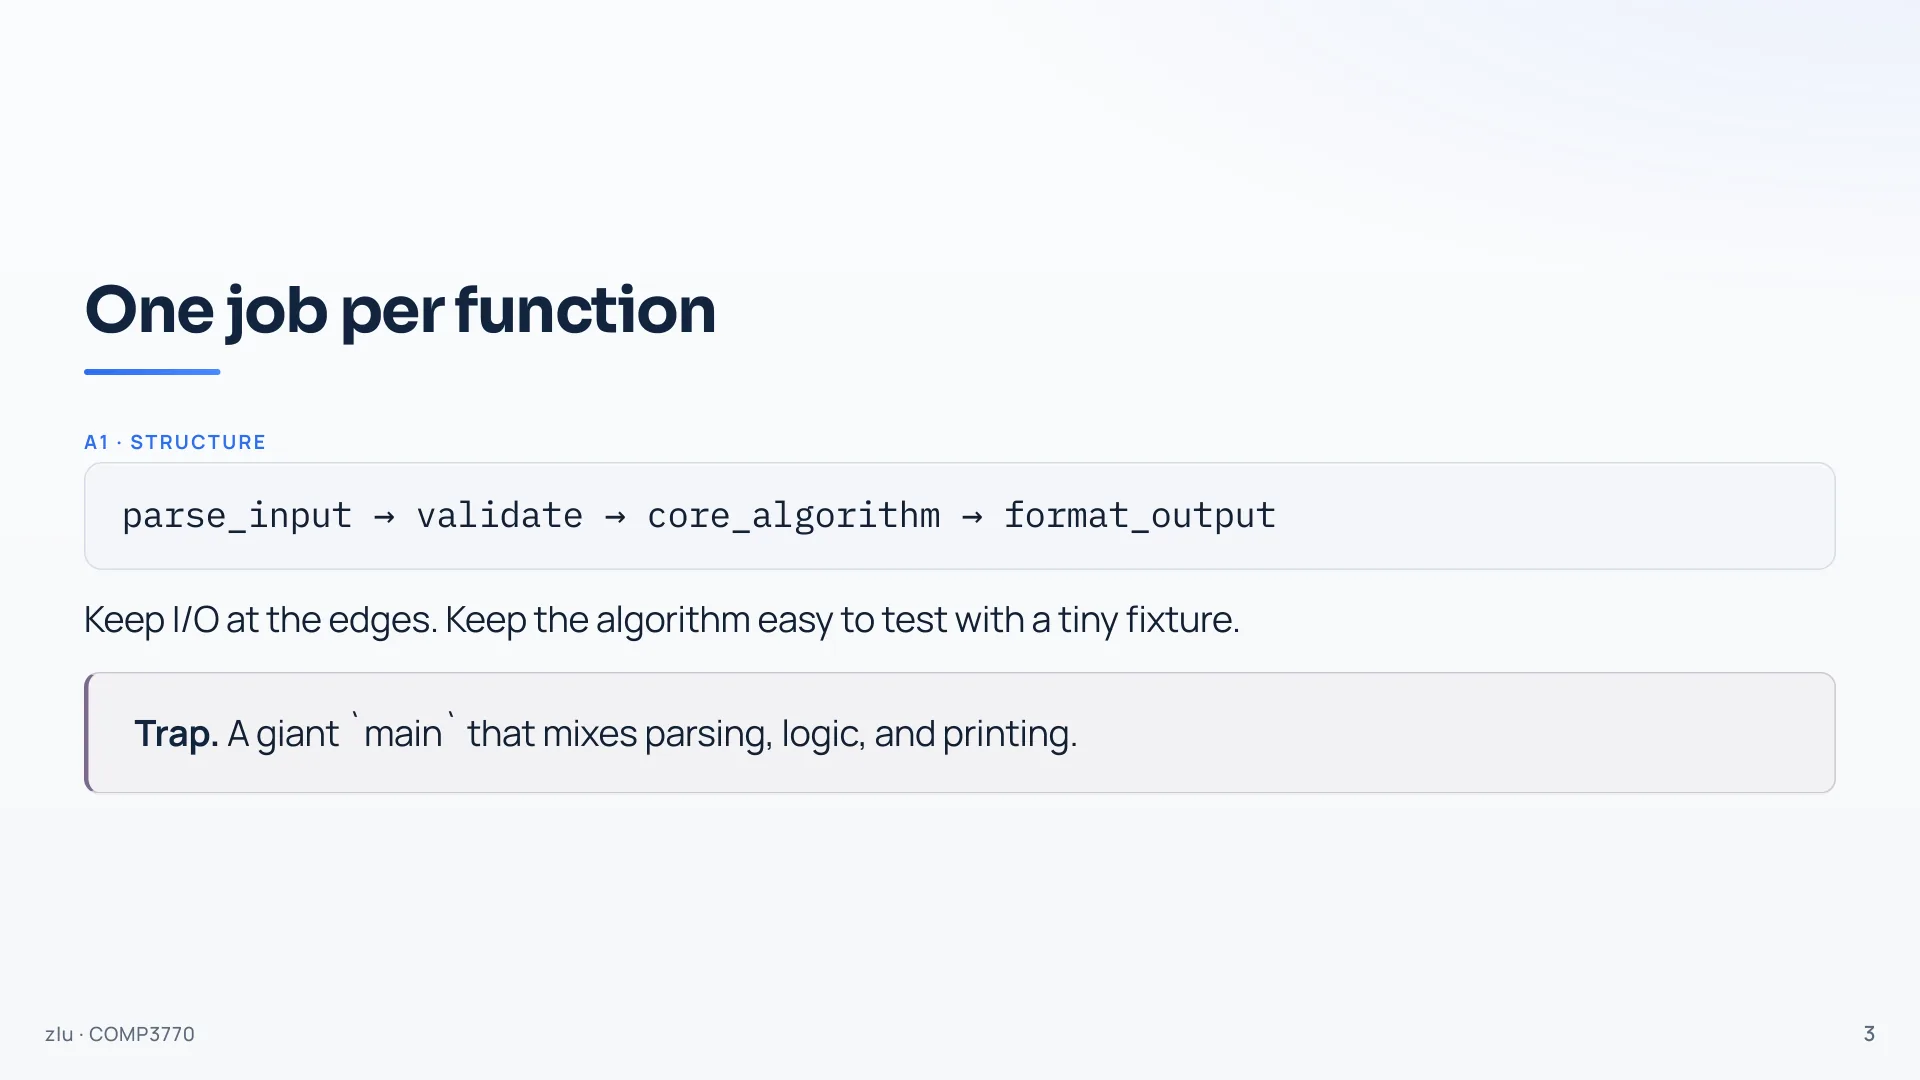 One job per function
A1 · STRUCTURE
parse_input → validate → core_algorithm → format_output
Keep I/O at the edges. Keep the algorithm easy to test with a tiny fixture.
Trap. A giant `main` that mixes parsing, logic, and printing.
zlu · COMP3770
3